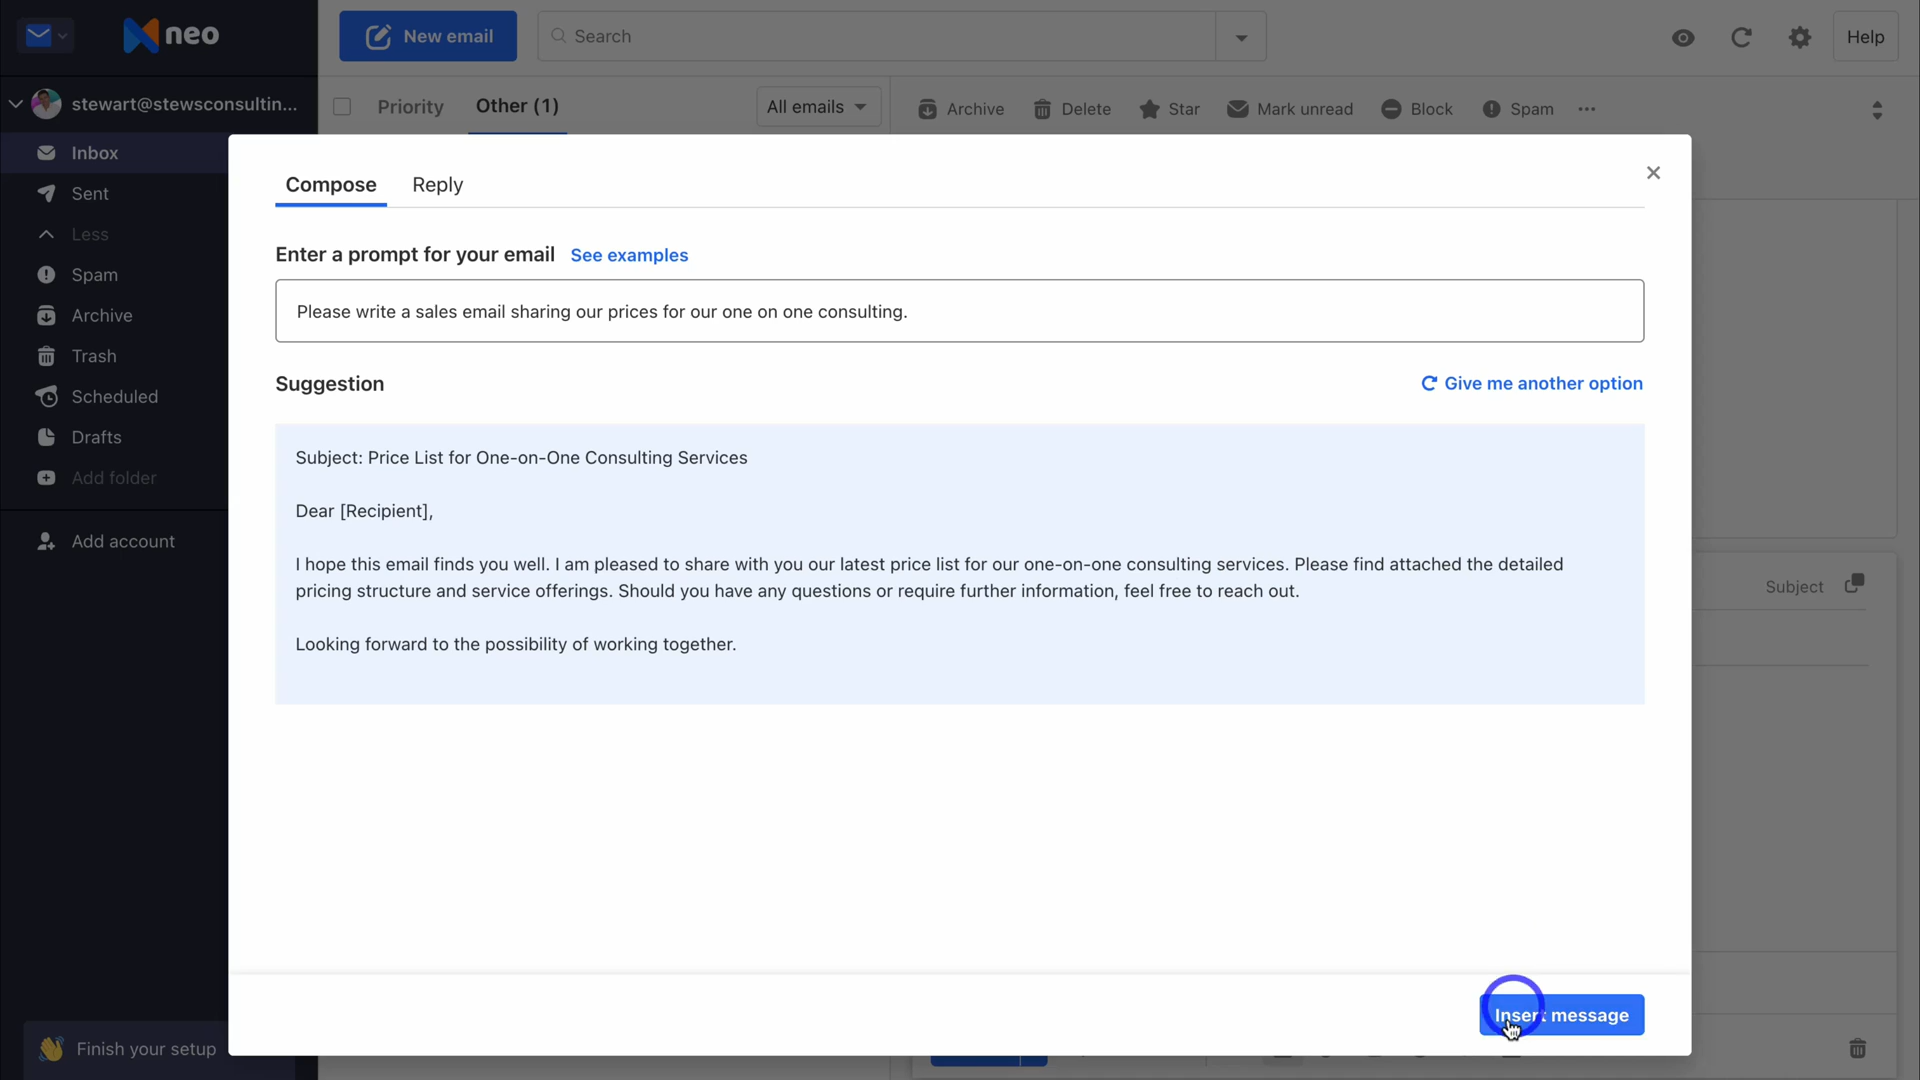 neo
New email
Search
Help
stewart@stewsconsultin...
Priority
Other (1)
All emails
Archive
Delete
Star
Mark unread
Block
Spam
Inbox
Sent
Less
Spam
Archive
Trash
Scheduled
Drafts
Add folder
Add account
Finish your setup
Compose
Reply
Enter a prompt for your email See examples
Please write a sales email sharing our prices for our one on one consulting.
Suggestion
Give me another option
Subject: Price List for One-on-One Consulting Services
Dear [Recipient],
I hope this email finds you well. I am pleased to share with you our latest price list for our one-on-one consulting services. Please find attached the detailed
pricing structure and service offerings. Should you have any questions or require further information, feel free to reach out.
Looking forward to the possibility of working together.
Subject
Insert message